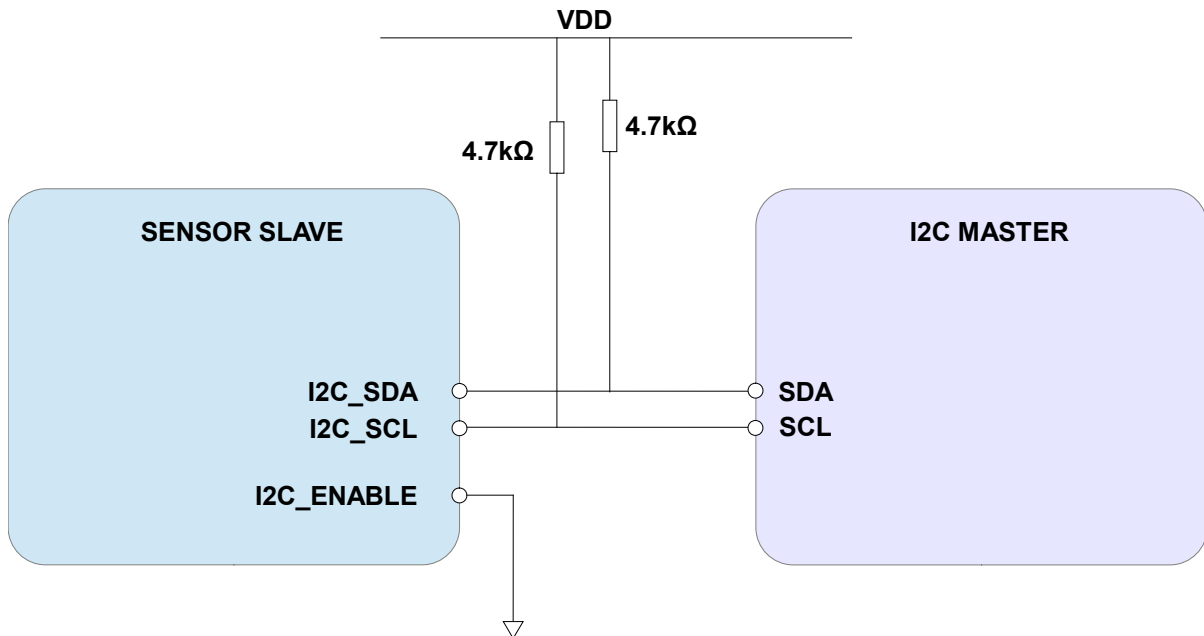 VDD
4.7kΩ
4.7kΩ
SENSOR SLAVE
I2C MASTER
I2C_SDA
SDA
I2C_SCL
SCL
I2C_ENABLE